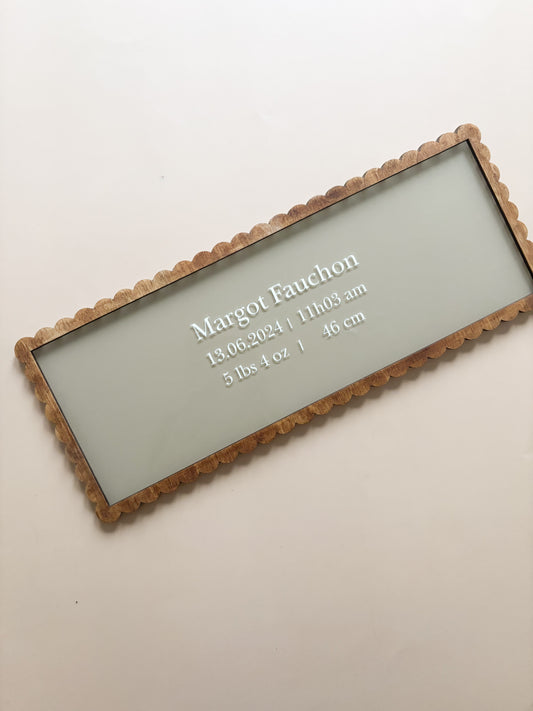 Margot Fauchon
13.06.2024 | 11h03 am
5 lbs 4 oz | 46 cm